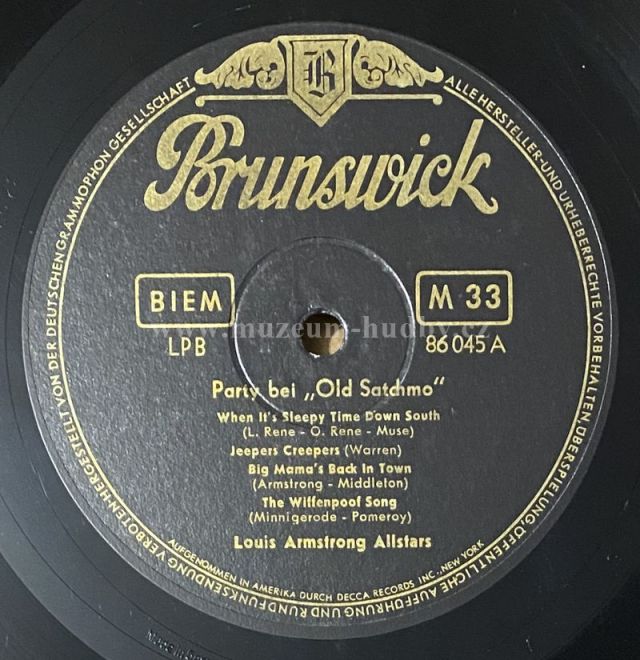 B
Brunswick
HERGESTELLT VON DER DEUTSCHEN GRAMMOPHON GESELLSCHAFT
ALLE HERSTELLER- UND URHEBERRECHTE VORBEHALTEN, ÜBERSPIELUNG, ÖFFENTLICHE AUFFÜHRUNG UND RUNDFUNKSENDUNG VERBOTEN
BIEM
M 33
LPB
86 045 A
www.muzeum-hudby.cz
Party bei „Old Satchmo“
When It's Sleepy Time Down South
(L. Rene - O. Rene - Muse)
Jeepers Creepers (Warren)
Big Mama's Back In Town
(Armstrong - Middleton)
The Wiffenpoof Song
(Minnigerode - Pomeroy)
Louis Armstrong Allstars
AUFGENOMMEN IN AMERIKA DURCH DECCA RECORDS INC., NEW YORK